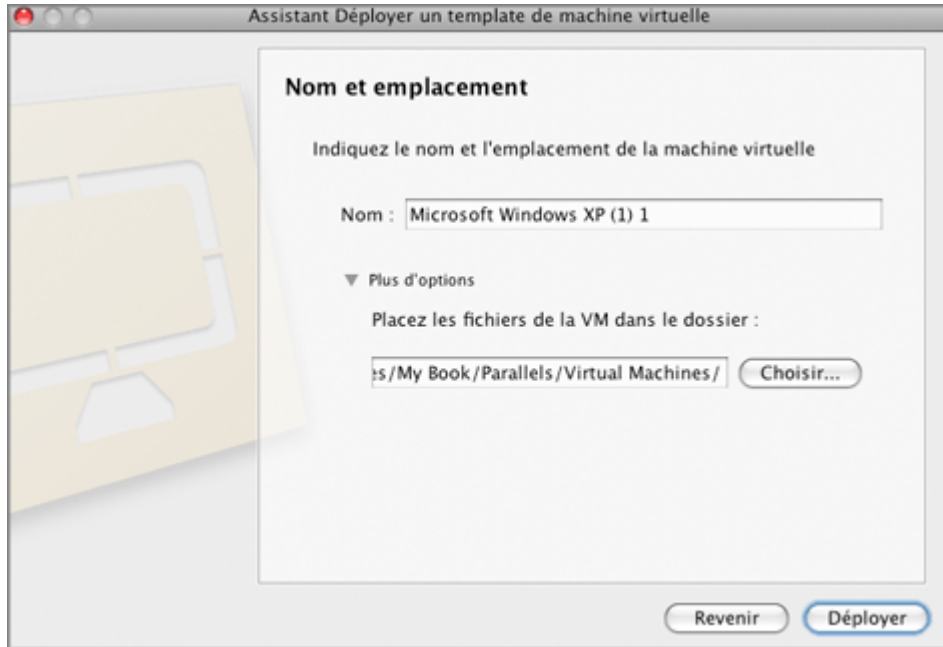 Assistant Déployer un template de machine virtuelle
Nom et emplacement
Indiquez le nom et l'emplacement de la machine virtuelle
Nom : Microsoft Windows XP (1) 1
Plus d'options
Placez les fichiers de la VM dans le dossier :
es/My Book/Parallels/Virtual Machines/ Choisir...
Revenir Déployer